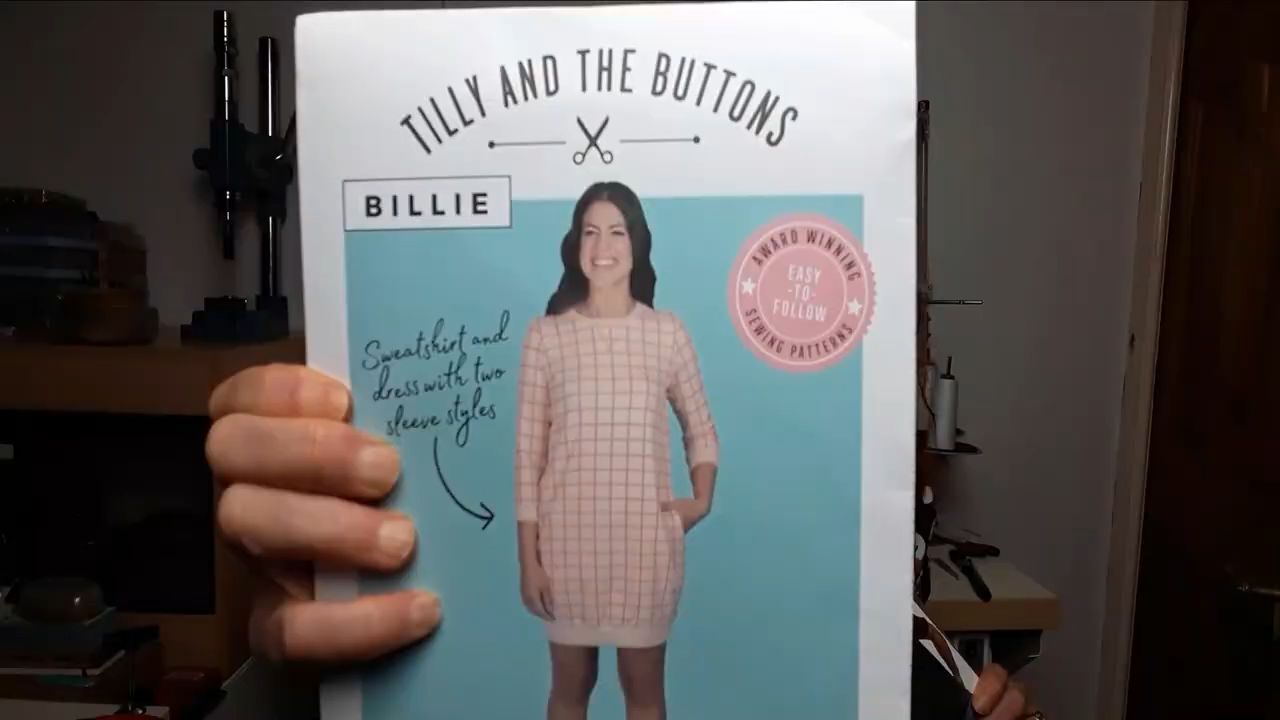 TILLY AND THE BUTTONS
BILLIE
AWARD WINNING
EASY
-TO-
FOLLOW
SEWING PATTERNS
Sweatshirt and
dress with two
sleeve styles